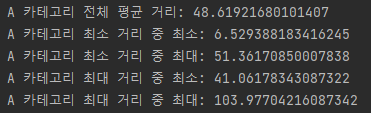 A 카테고리 전체 평균 거리: 48.61921680101407
A 카테고리 최소 거리 중 최소: 6.529388183416245
A 카테고리 최소 거리 중 최대: 51.36170850007838
A 카테고리 최대 거리 중 최소: 41.06178343087322
A 카테고리 최대 거리 중 최대: 103.97704216087342